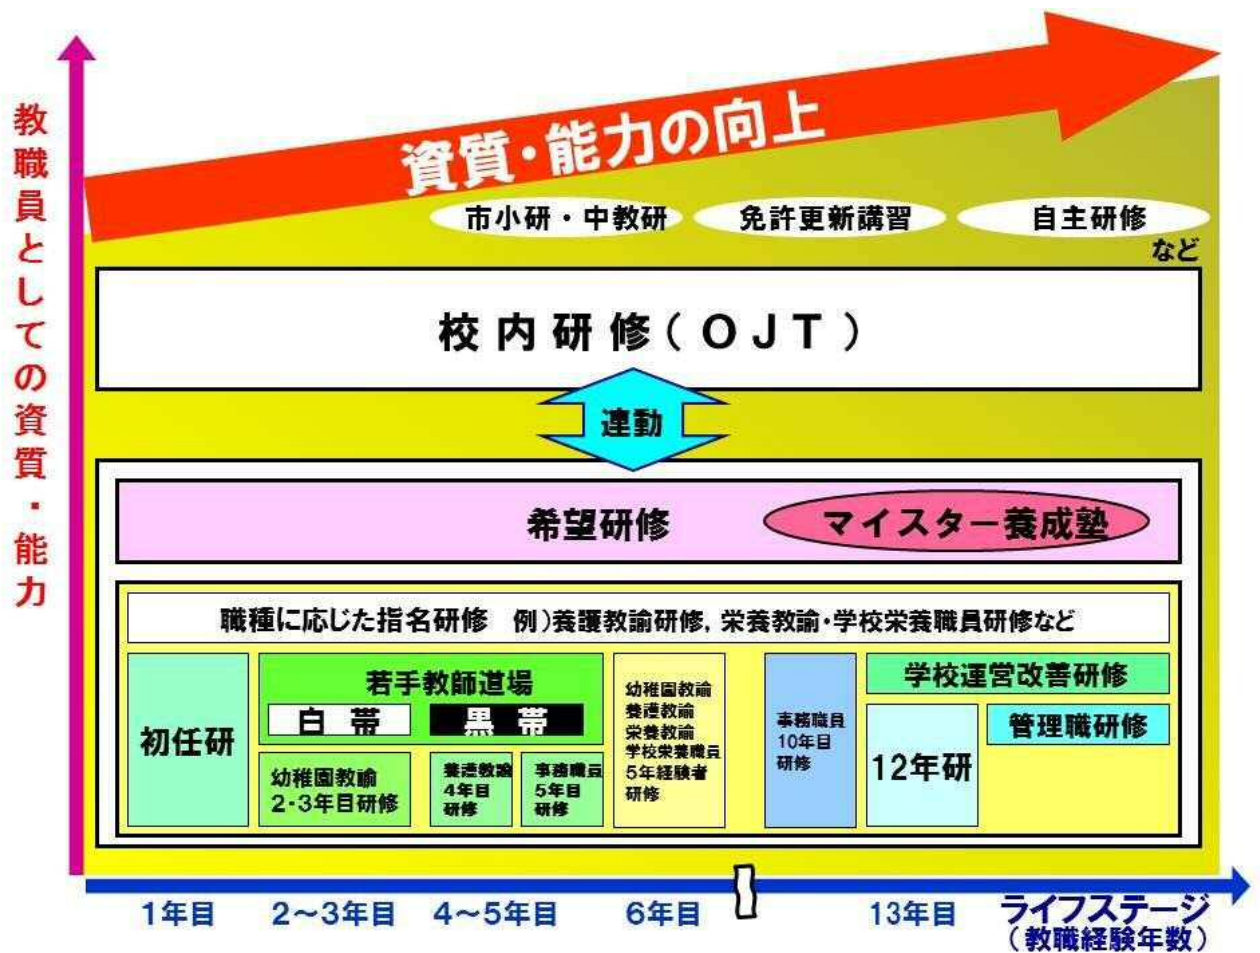 教職員としての資質・能力
資質・能力の向上
市小研・中教研
免許更新講習
自主研修
など
校内研修(OJT)
連動
希望研修
マイスター養成塾
職種に応じた指名研修 例)養護教諭研修,栄養教諭・学校栄養職員研修など
初任研
若手教師道場
白帯
黒帯
幼稚園教諭
2・3年目研修
養護教諭
4年目
研修
事務職員
5年目
研修
幼稚園教諭
養護教諭
栄養教諭
学校栄養職員
5年経験者
研修
事務職員
10年目
研修
学校運営改善研修
12年研
管理職研修
1年目
2〜3年目
4〜5年目
6年目
13年目
ライフステージ
(教職経験年数)